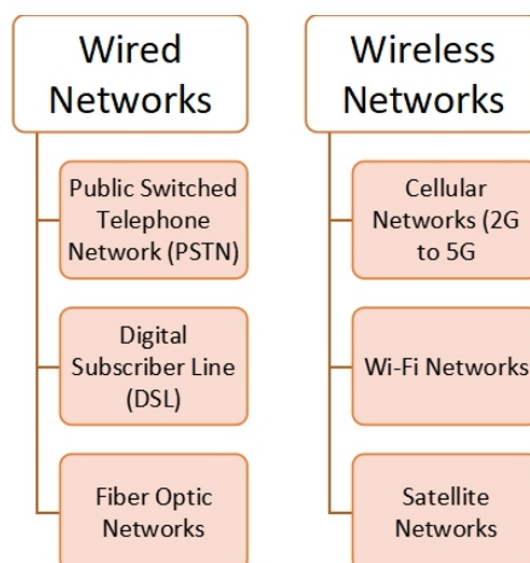 Wired
Networks
Public Switched
Telephone
Network (PSTN)
Digital
Subscriber Line
(DSL)
Fiber Optic
Networks
Wireless
Networks
Cellular
Networks (2G
to 5G
Wi-Fi Networks
Satellite
Networks